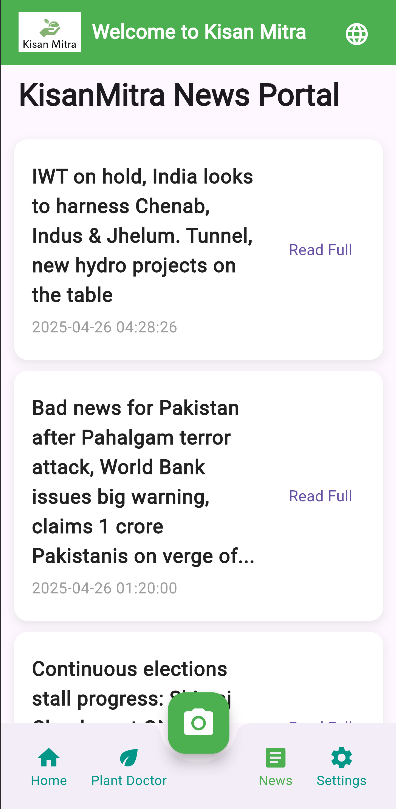 Kisan Mitra
Welcome to Kisan Mitra
KisanMitra News Portal
IWT on hold, India looks
to harness Chenab,
Indus & Jhelum. Tunnel,
new hydro projects on
the table
2025-04-26 04:28:26
Read Full
Bad news for Pakistan
after Pahalgam terror
attack, World Bank
issues big warning,
claims 1 crore
Pakistanis on verge of...
2025-04-26 01:20:00
Read Full
Continuous elections
stall progress:
Home
Plant Doctor
News
Settings